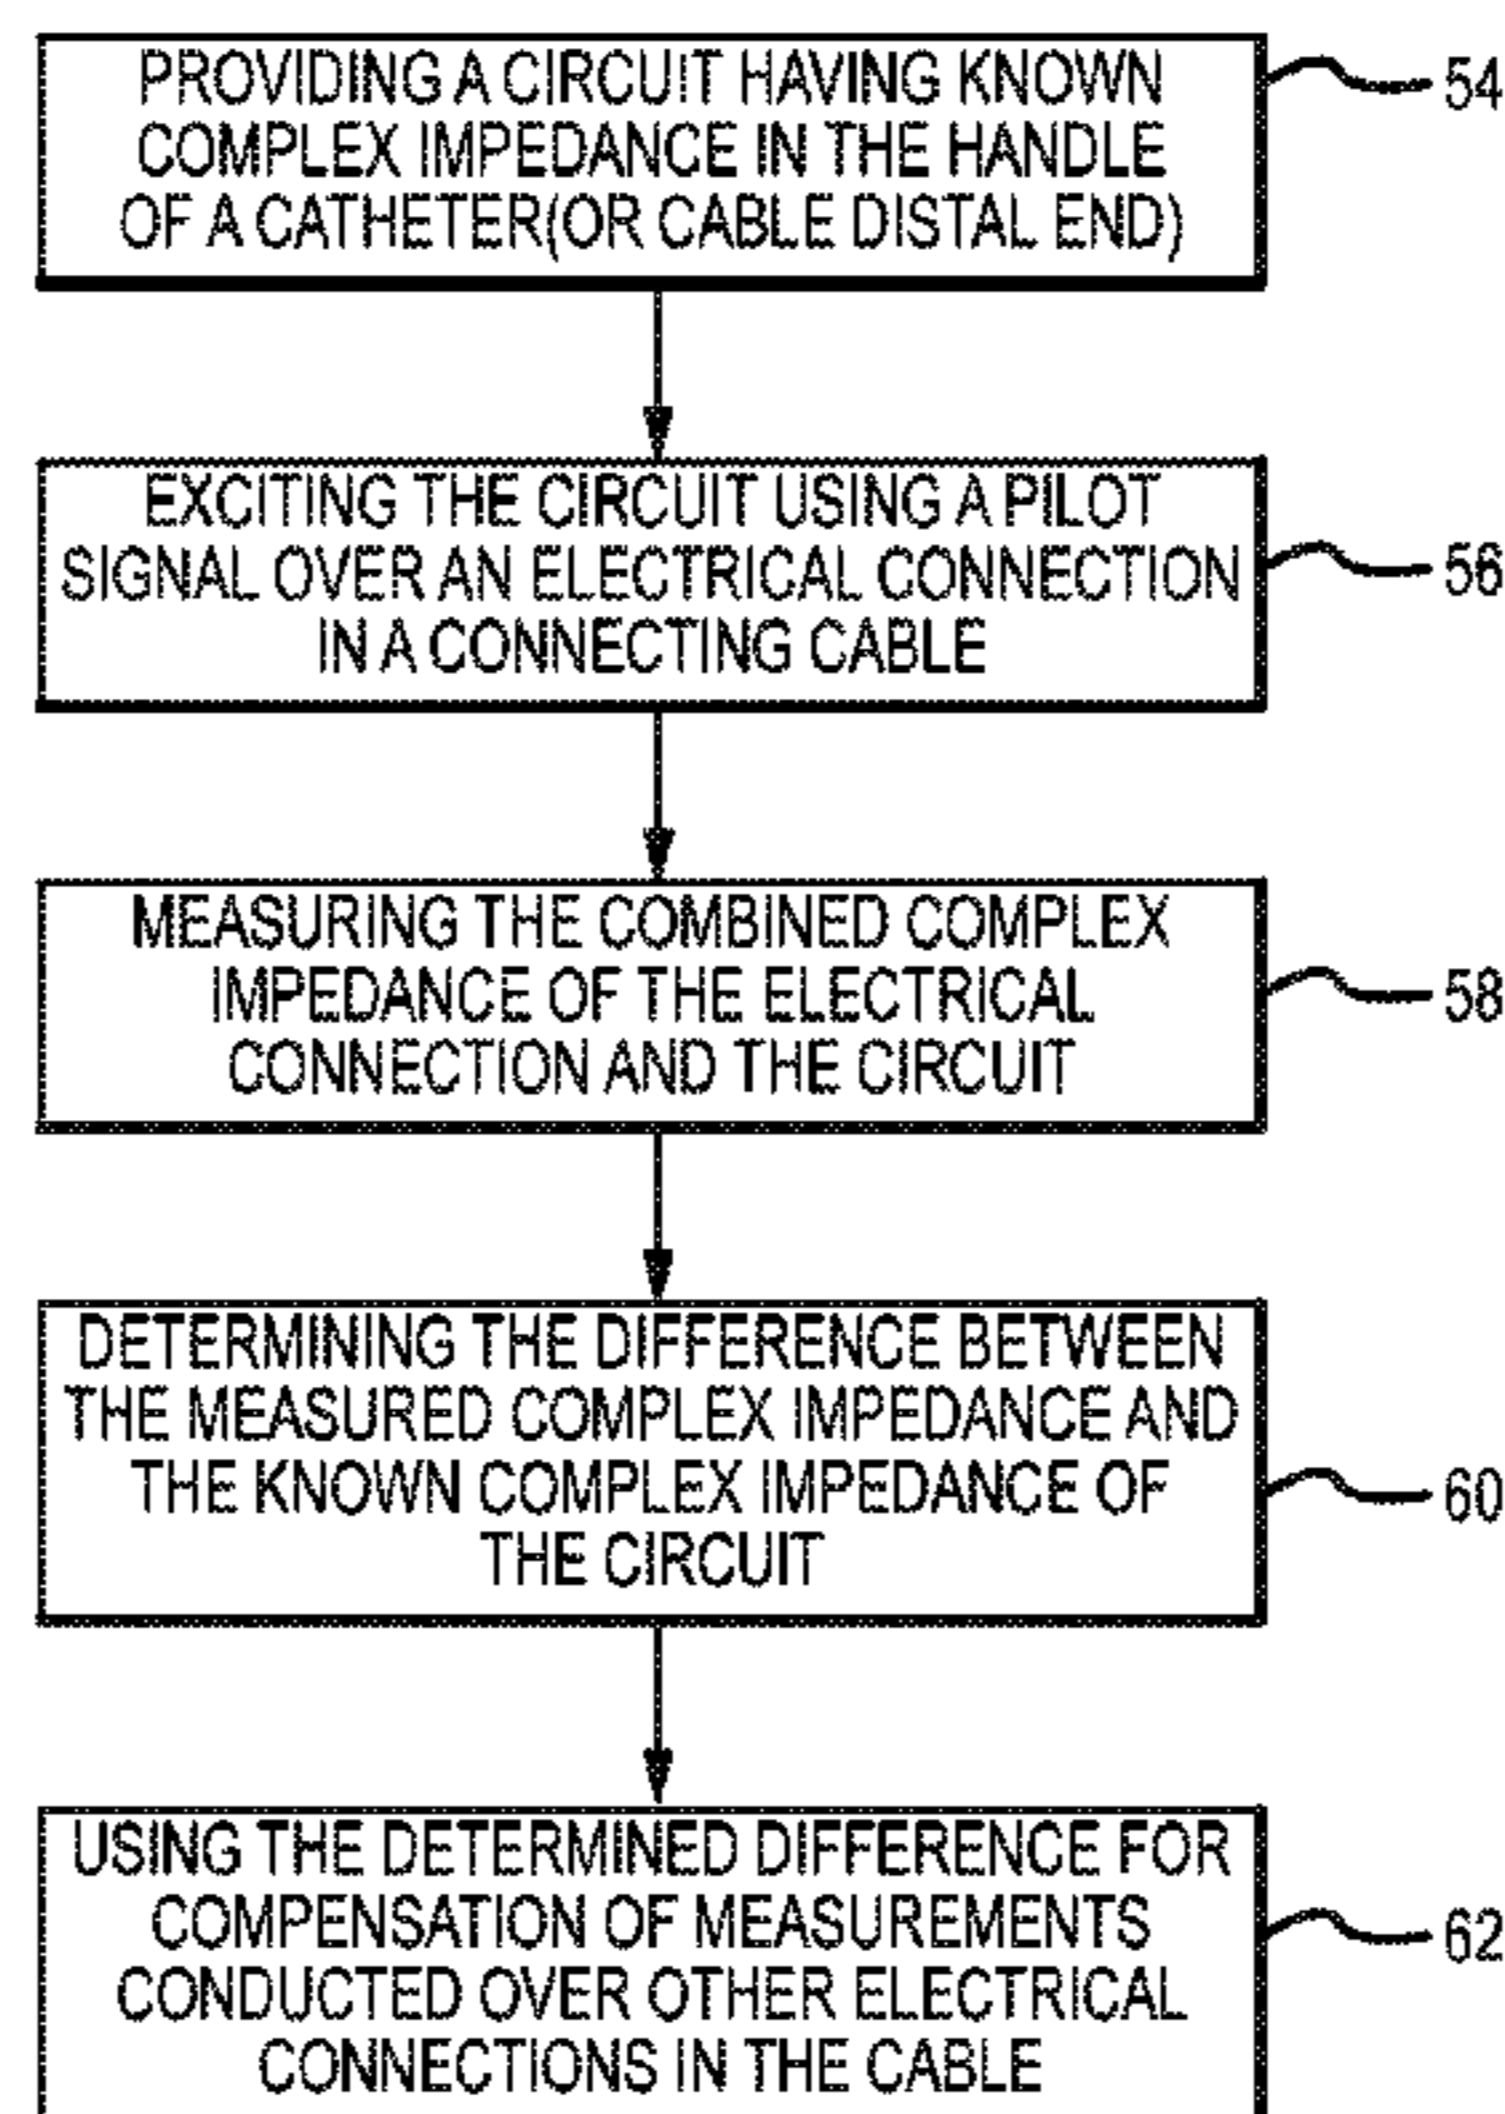 PROVIDING A CIRCUIT HAVING KNOWN
COMPLEX IMPEDANCE IN THE HANDLE
OF A CATHETER(OR CABLE DISTAL END)
54
EXCITING THE CIRCUIT USING A PILOT
SIGNAL OVER AN ELECTRICAL CONNECTION
IN A CONNECTING CABLE
56
MEASURING THE COMBINED COMPLEX
IMPEDANCE OF THE ELECTRICAL
CONNECTION AND THE CIRCUIT
58
DETERMINING THE DIFFERENCE BETWEEN
THE MEASURED COMPLEX IMPEDANCE AND
THE KNOWN COMPLEX IMPEDANCE OF
THE CIRCUIT
60
USING THE DETERMINED DIFFERENCE FOR
COMPENSATION OF MEASUREMENTS
CONDUCTED OVER OTHER ELECTRICAL
CONNECTIONS IN THE CABLE
62